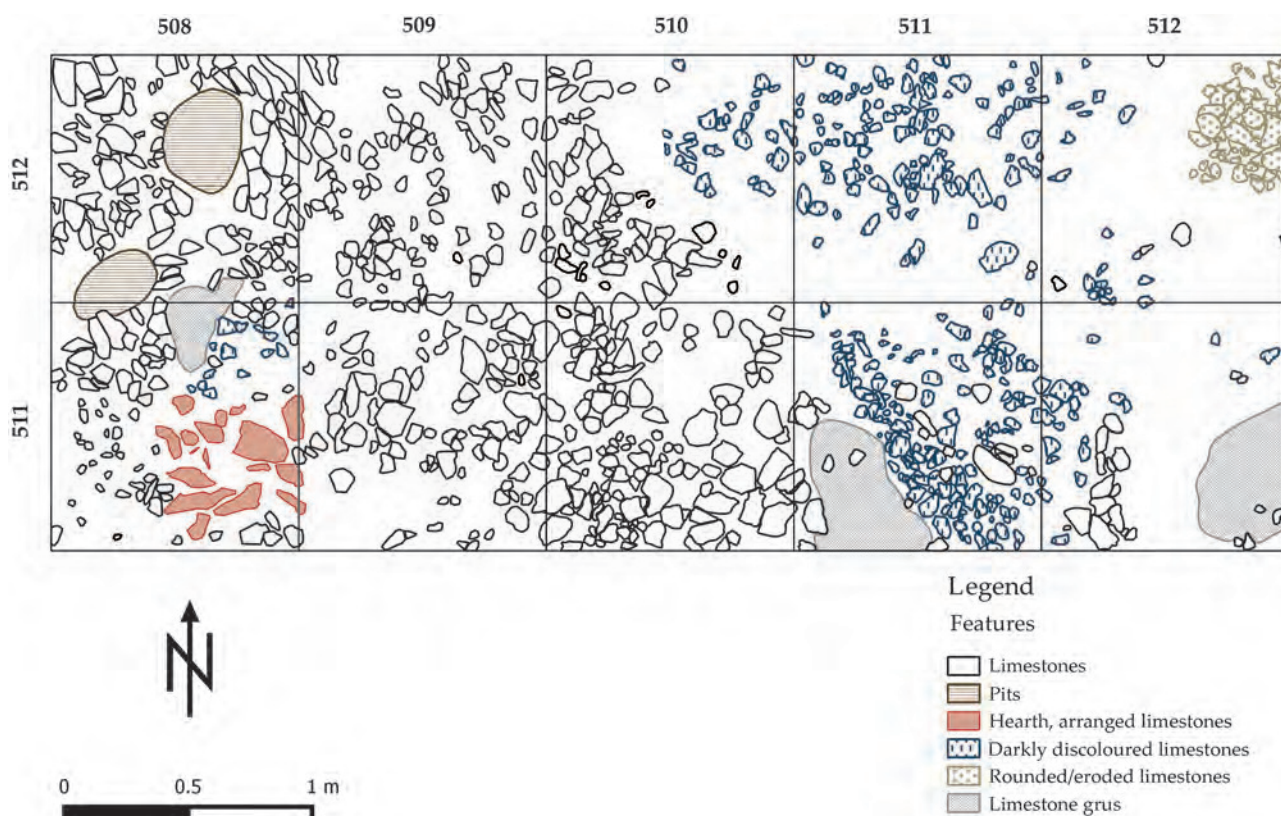 508 509 510 511 512
512
511
N
Legend
Features
Limestones
Pits
Hearth, arranged limestones
Darkly discoloured limestones
Rounded/eroded limestones
Limestone grus
0 0.5 1 m